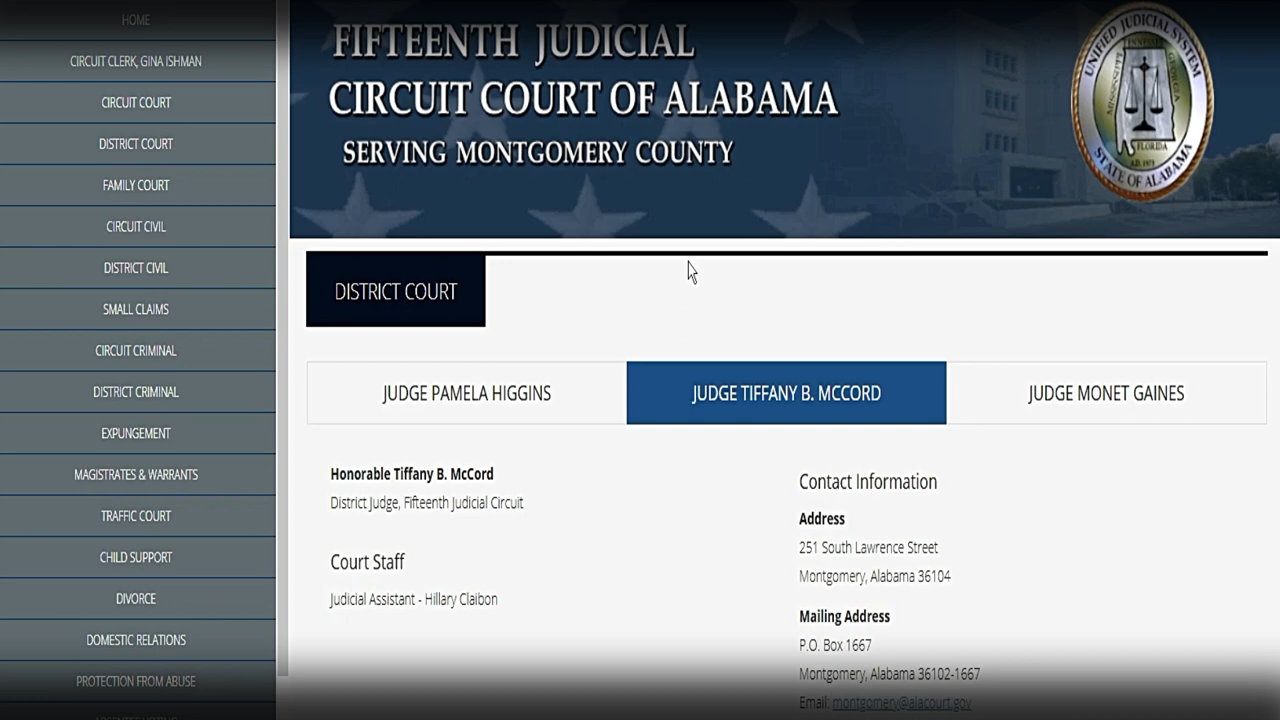 HOME
CIRCUIT CLERK, GINA ISHMAN
CIRCUIT COURT
DISTRICT COURT
FAMILY COURT
CIRCUIT CIVIL
DISTRICT CIVIL
SMALL CLAIMS
CIRCUIT CRIMINAL
DISTRICT CRIMINAL
EXPUNGEMENT
MAGISTRATES & WARRANTS
TRAFFIC COURT
CHILD SUPPORT
DIVORCE
DOMESTIC RELATIONS
PROTECTION FROM ABUSE
FIFTEENTH JUDICIAL
CIRCUIT COURT OF ALABAMA
SERVING MONTGOMERY COUNTY
UNIFIED JUDICIAL SYSTEM
TENNESSEE
MISSISSIPPI
GEORGIA
FLORIDA
STATE OF ALABAMA
DISTRICT COURT
JUDGE PAMELA HIGGINS
JUDGE TIFFANY B. MCCORD
JUDGE MONET GAINES
Honorable Tiffany B. McCord
District Judge, Fifteenth Judicial Circuit
Court Staff
Judicial Assistant - Hillary Claibon
Contact Information
Address
251 South Lawrence Street
Montgomery, Alabama 36104
Mailing Address
P.O. Box 1667
Montgomery, Alabama 36102-1667
Email: montgomery@alacourt.gov